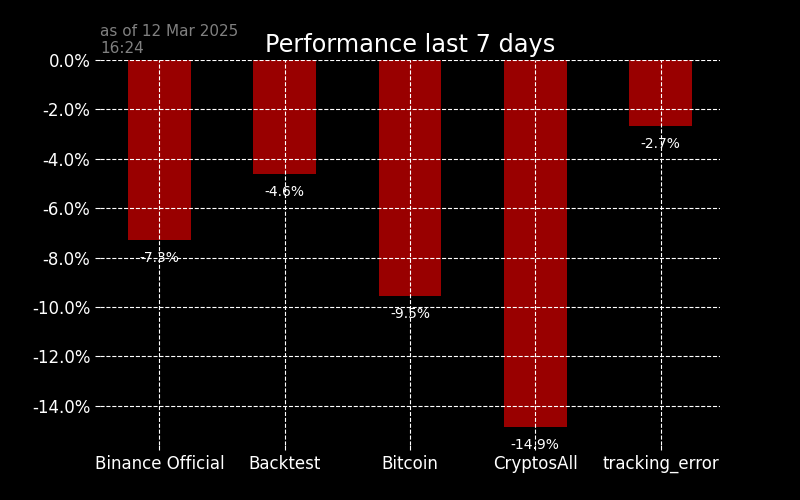 as of 12 Mar 2025
16:24
Performance last 7 days
0.0%
-2.0%
-4.0%
-6.0%
-8.0%
-10.0%
-12.0%
-14.0%
-7.3%
-4.6%
-9.5%
-14.9%
-2.7%
Binance Official
Backtest
Bitcoin
CryptosAll
tracking_error